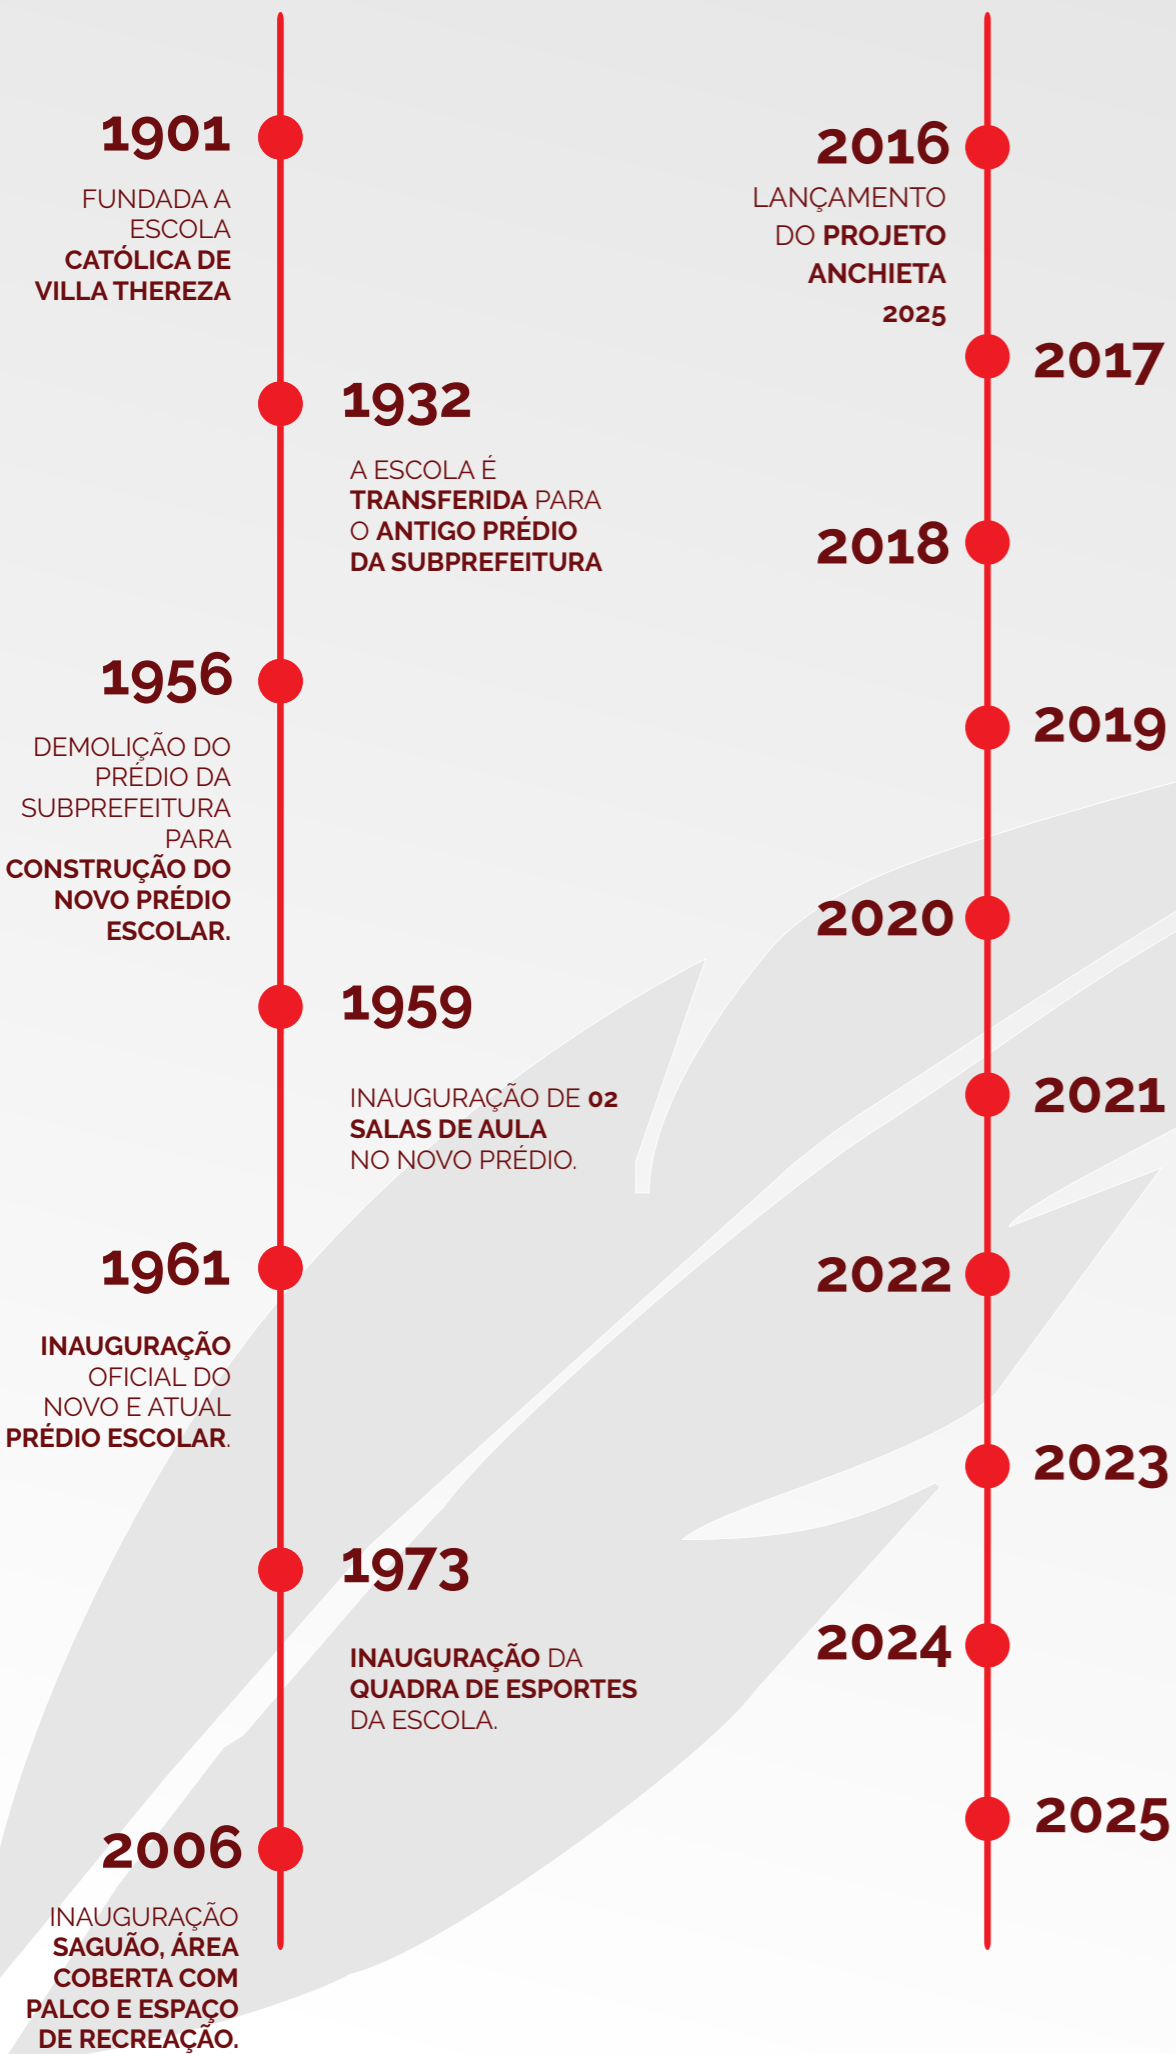 1901
FUNDADA A
ESCOLA
CATÓLICA DE
VILLA THEREZA
1932
A ESCOLA É
TRANSFERIDA PARA
O ANTIGO PRÉDIO
DA SUBPREFEITURA
1956
DEMOLIÇÃO DO
PRÉDIO DA
SUBPREFEITURA
PARA
CONSTRUÇÃO DO
NOVO PRÉDIO
ESCOLAR.
1959
INAUGURAÇÃO DE 02
SALAS DE AULA
NO NOVO PRÉDIO.
1961
INAUGURAÇÃO
OFICIAL DO
NOVO E ATUAL
PRÉDIO ESCOLAR.
1973
INAUGURAÇÃO DA
QUADRA DE ESPORTES
DA ESCOLA.
2006
INAUGURAÇÃO
SAGUÃO, ÁREA
COBERTA COM
PALCO E ESPAÇO
DE RECREAÇÃO.
2016
LANÇAMENTO
DO PROJETO
ANCHIETA
2025
2017
2018
2019
2020
2021
2022
2023
2024
2025